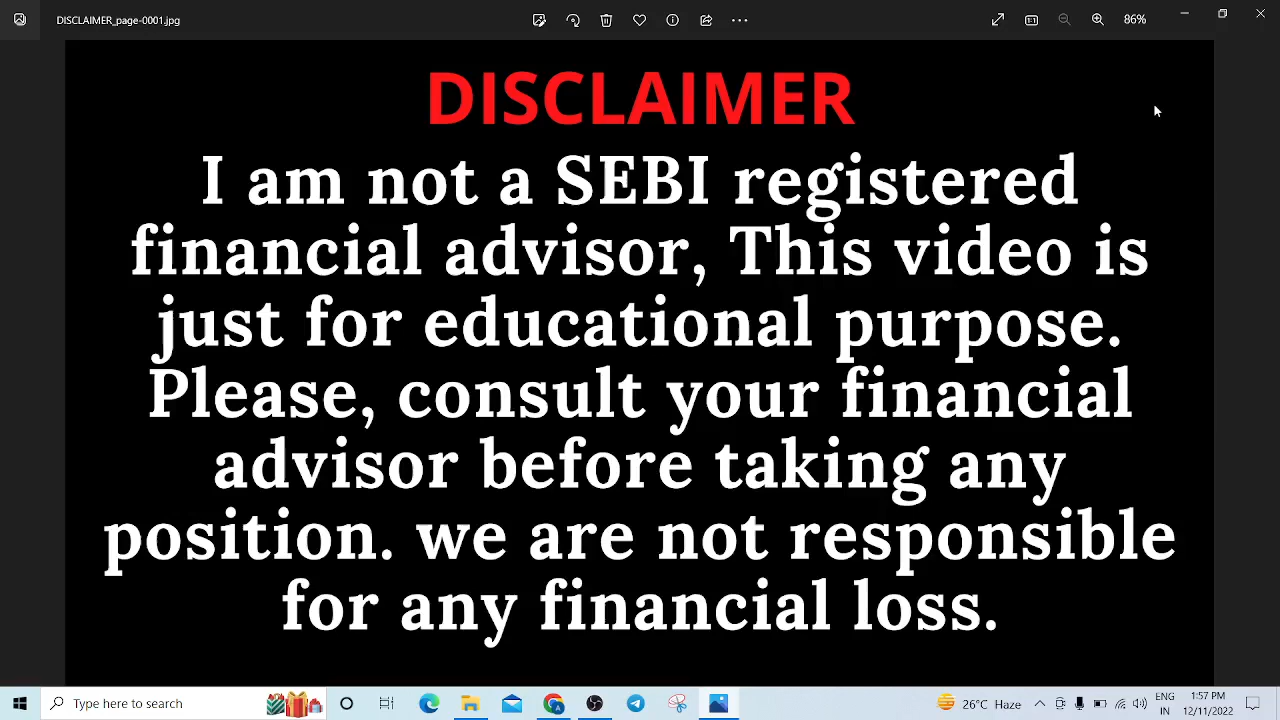 DISCLAIMER_page-0001.jpg
86%
DISCLAIMER
I am not a SEBI registered
financial advisor, This video is
just for educational purpose.
Please, consult your financial
advisor before taking any
position. we are not responsible
for any financial loss.
Type here to search
26°C Haze
ENG
IN
1:57 PM
12/11/2022